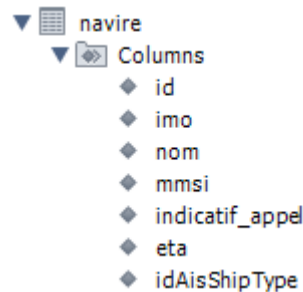 navire
Columns
id
imo
nom
mmsi
indicatif_appel
eta
idAisShipType